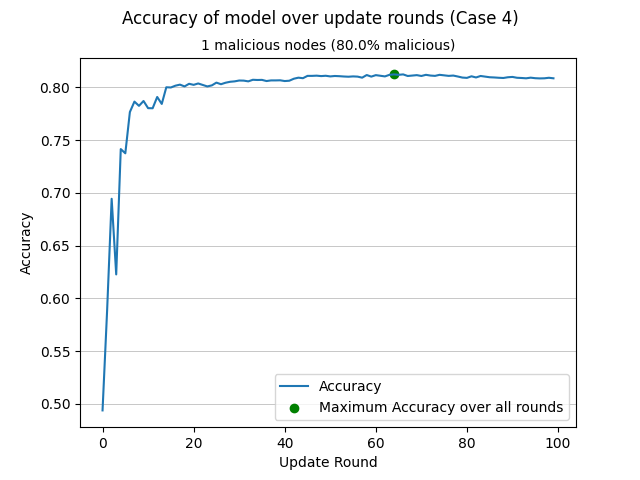 Accuracy of model over update rounds (Case 4)
1 malicious nodes (80.0% malicious)
0.80
0.75
0.70
0.65
0.60
0.55
0.50
Accuracy
Accuracy
Maximum Accuracy over all rounds
0 20 40 60 80 100
Update Round